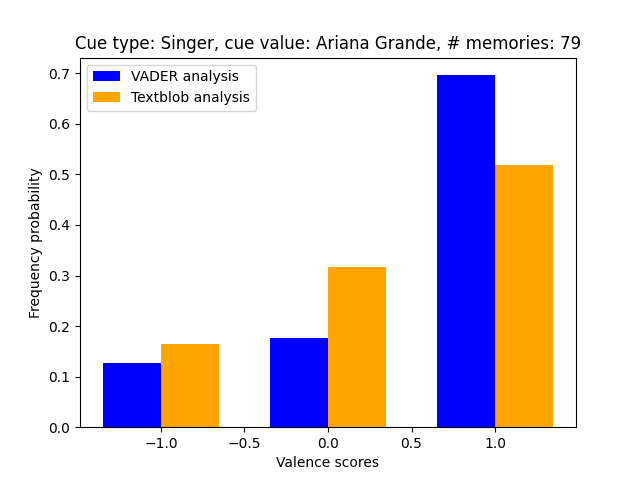 Cue type: Singer, cue value: Ariana Grande, # memories: 79
VADER analysis
Textblob analysis
Frequency probability
0.7
0.6
0.5
0.4
0.3
0.2
0.1
0.0
−1.0 −0.5 0.0 0.5 1.0
Valence scores